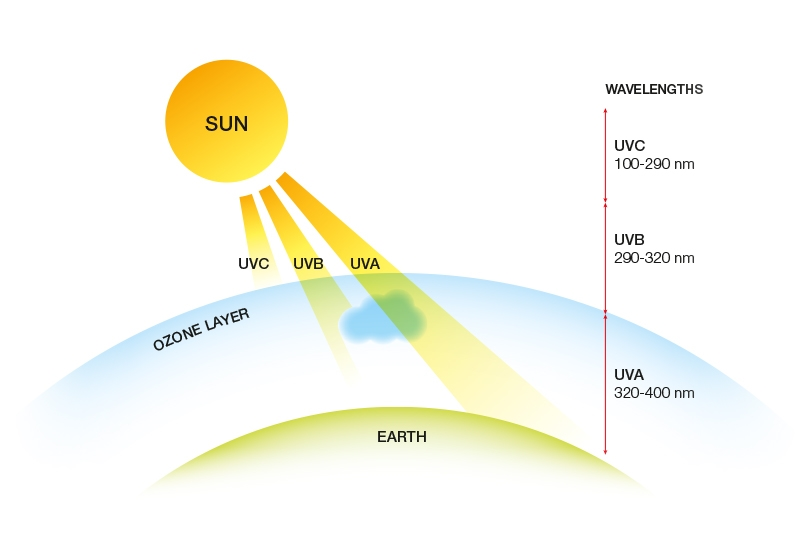 WAVELENGTHS
SUN
UVC
100-290 nm
UVB
290-320 nm
UVC UVB UVA
OZONE LAYER
UVA
320-400 nm
EARTH